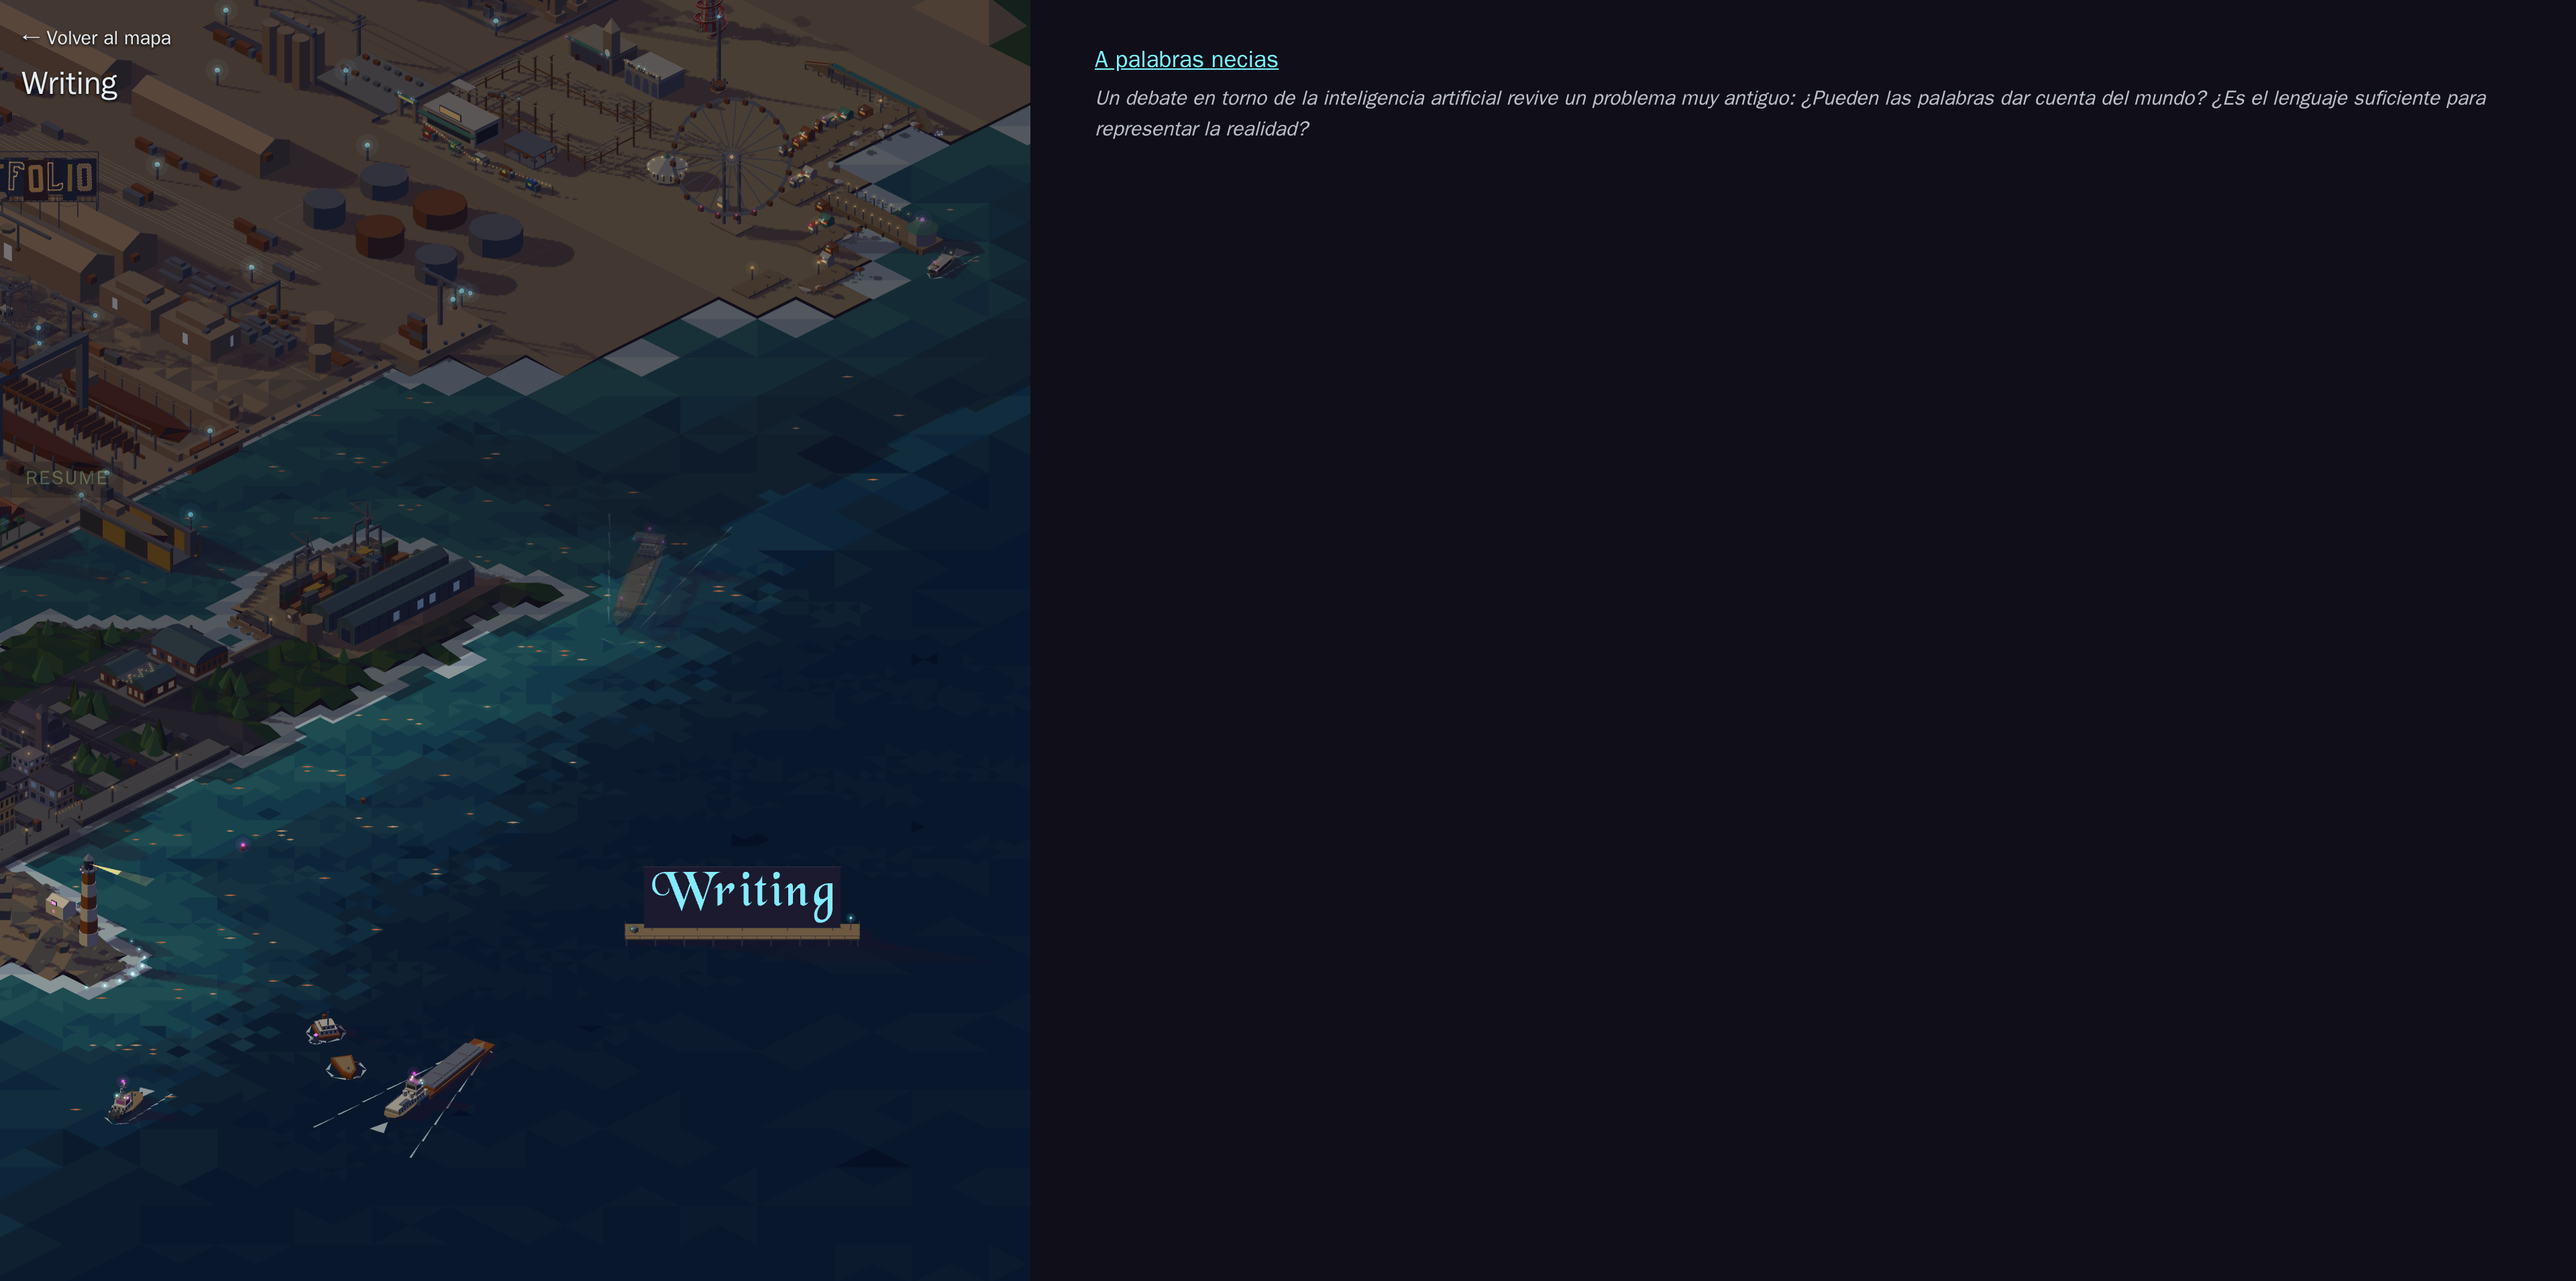 ← Volver al mapa
Writing
FOLIO
RESUME
Writing
A palabras necias
Un debate en torno de la inteligencia artificial revive un problema muy antiguo: ¿Pueden las palabras dar cuenta del mundo? ¿Es el lenguaje suficiente para
representar la realidad?